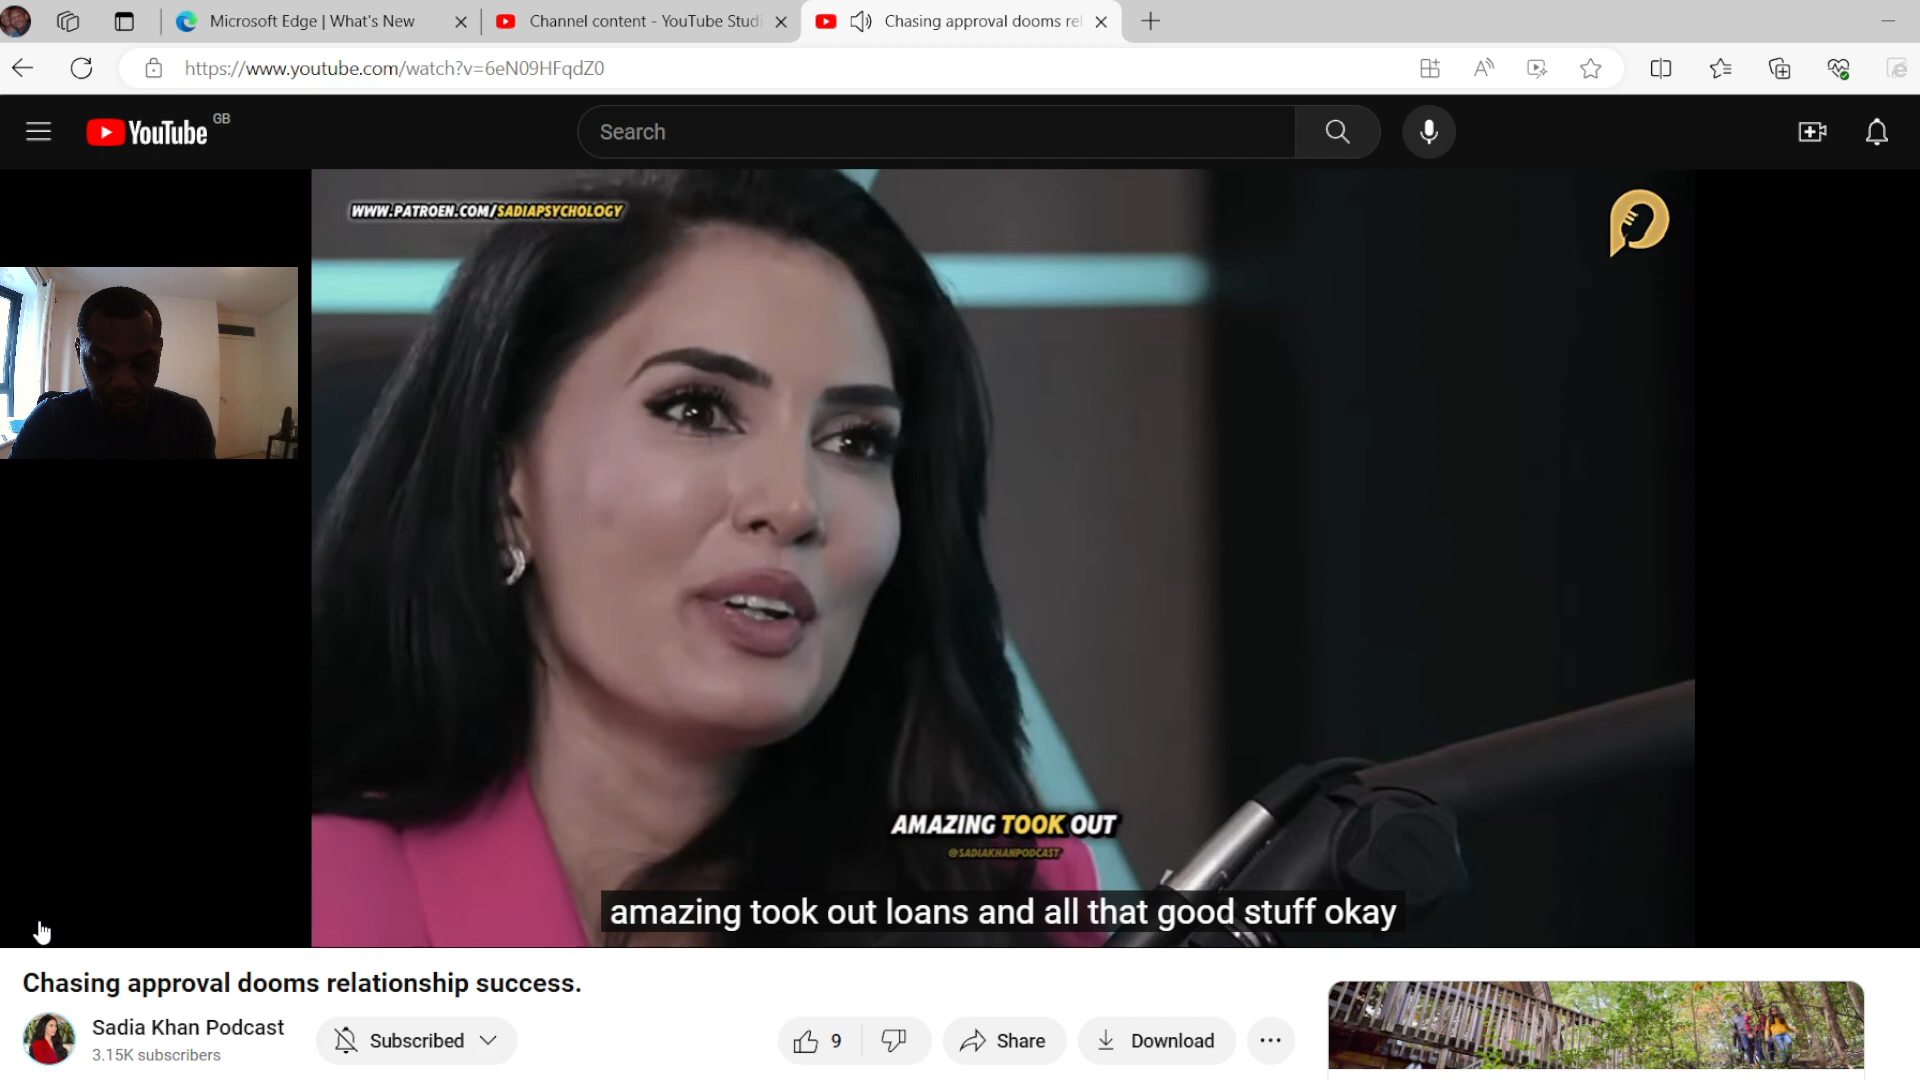 Microsoft Edge | What's New
Channel content - YouTube Studi
Chasing approval dooms rel
https://www.youtube.com/watch?v=6eN09HFqdZ0
YouTube GB
Search
WWW.PATROEN.COM/SADIAPSYCHOLOGY
AMAZING TOOK OUT
@SADIAKHANPODCAST
amazing took out loans and all that good stuff okay
Chasing approval dooms relationship success.
Sadia Khan Podcast
3.15K subscribers
Subscribed
9
Share
Download